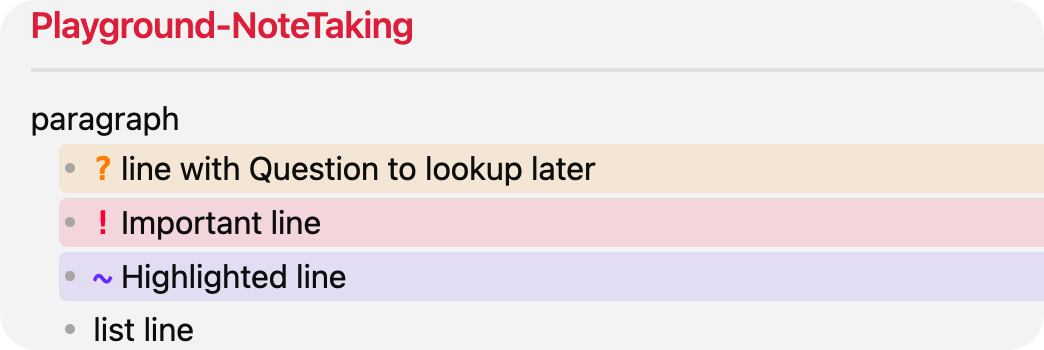 Playground-NoteTaking
paragraph
• ? line with Question to lookup later
• ! Important line
• ~ Highlighted line
• list line